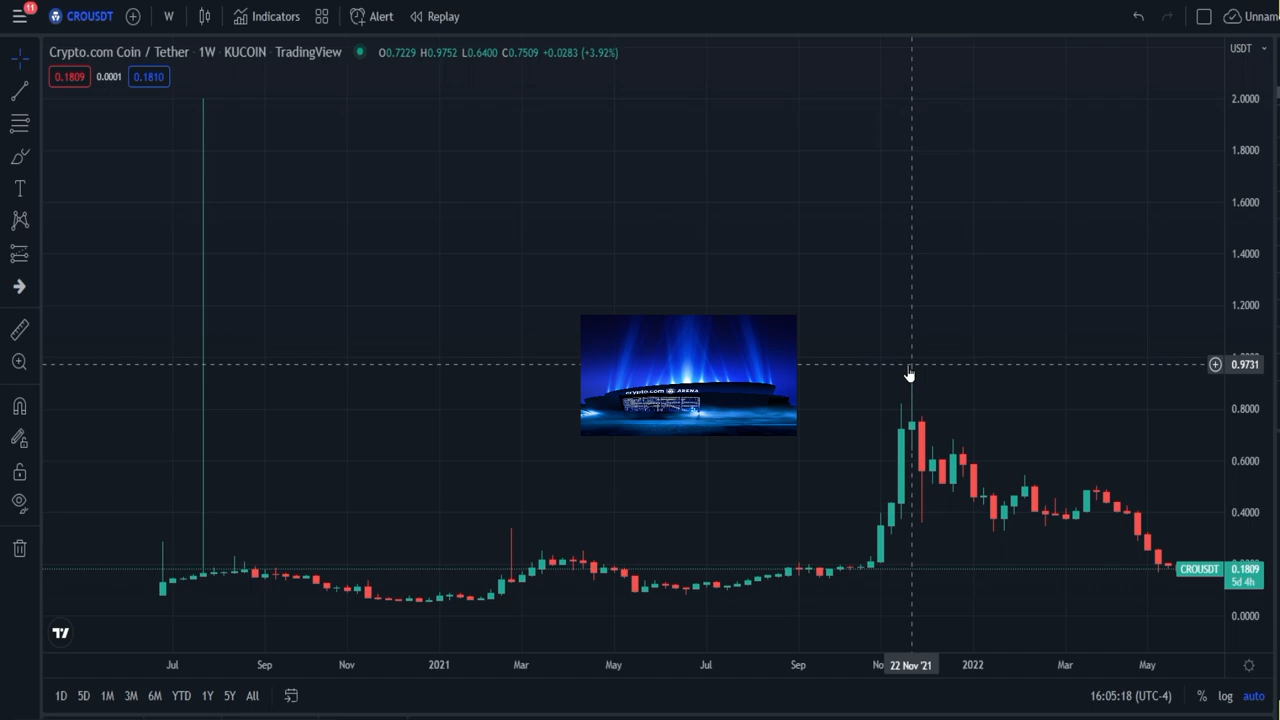 11
CROUSDT
W
Indicators
Alert
Replay
Unnam
Crypto.com Coin / Tether · 1W · KUCOIN · TradingView
O0.7229 H0.9752 L0.6400 C0.7509 +0.0283 (+3.92%)
USDT
0.1809
0.0001
0.1810
2.0000
1.8000
1.6000
1.4000
1.2000
0.9731
0.8000
0.6000
0.4000
CROUSDT
0.1809
5d 4h
0.0000
crypto.com ARENA
Jul
Sep
Nov
2021
Mar
May
Jul
Sep
No
22 Nov '21
2022
Mar
May
1D
5D
1M
3M
6M
YTD
1Y
5Y
All
16:05:18 (UTC-4)
%
log
auto